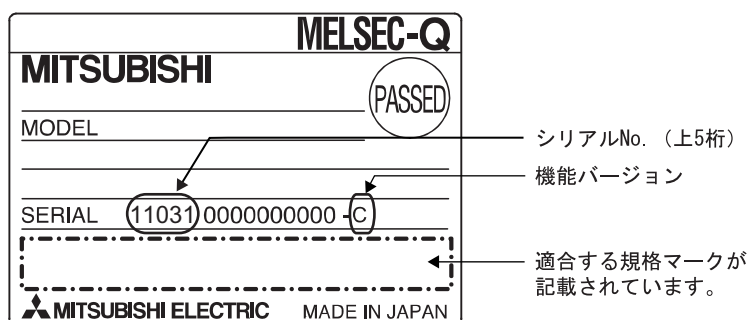 MELSEC-Q
MITSUBISHI
PASSED
MODEL
シリアルNo. (上5桁)
機能バージョン
SERIAL 11031 0000000000 -C
適合する規格マークが
記載されています。
MITSUBISHI ELECTRIC MADE IN JAPAN